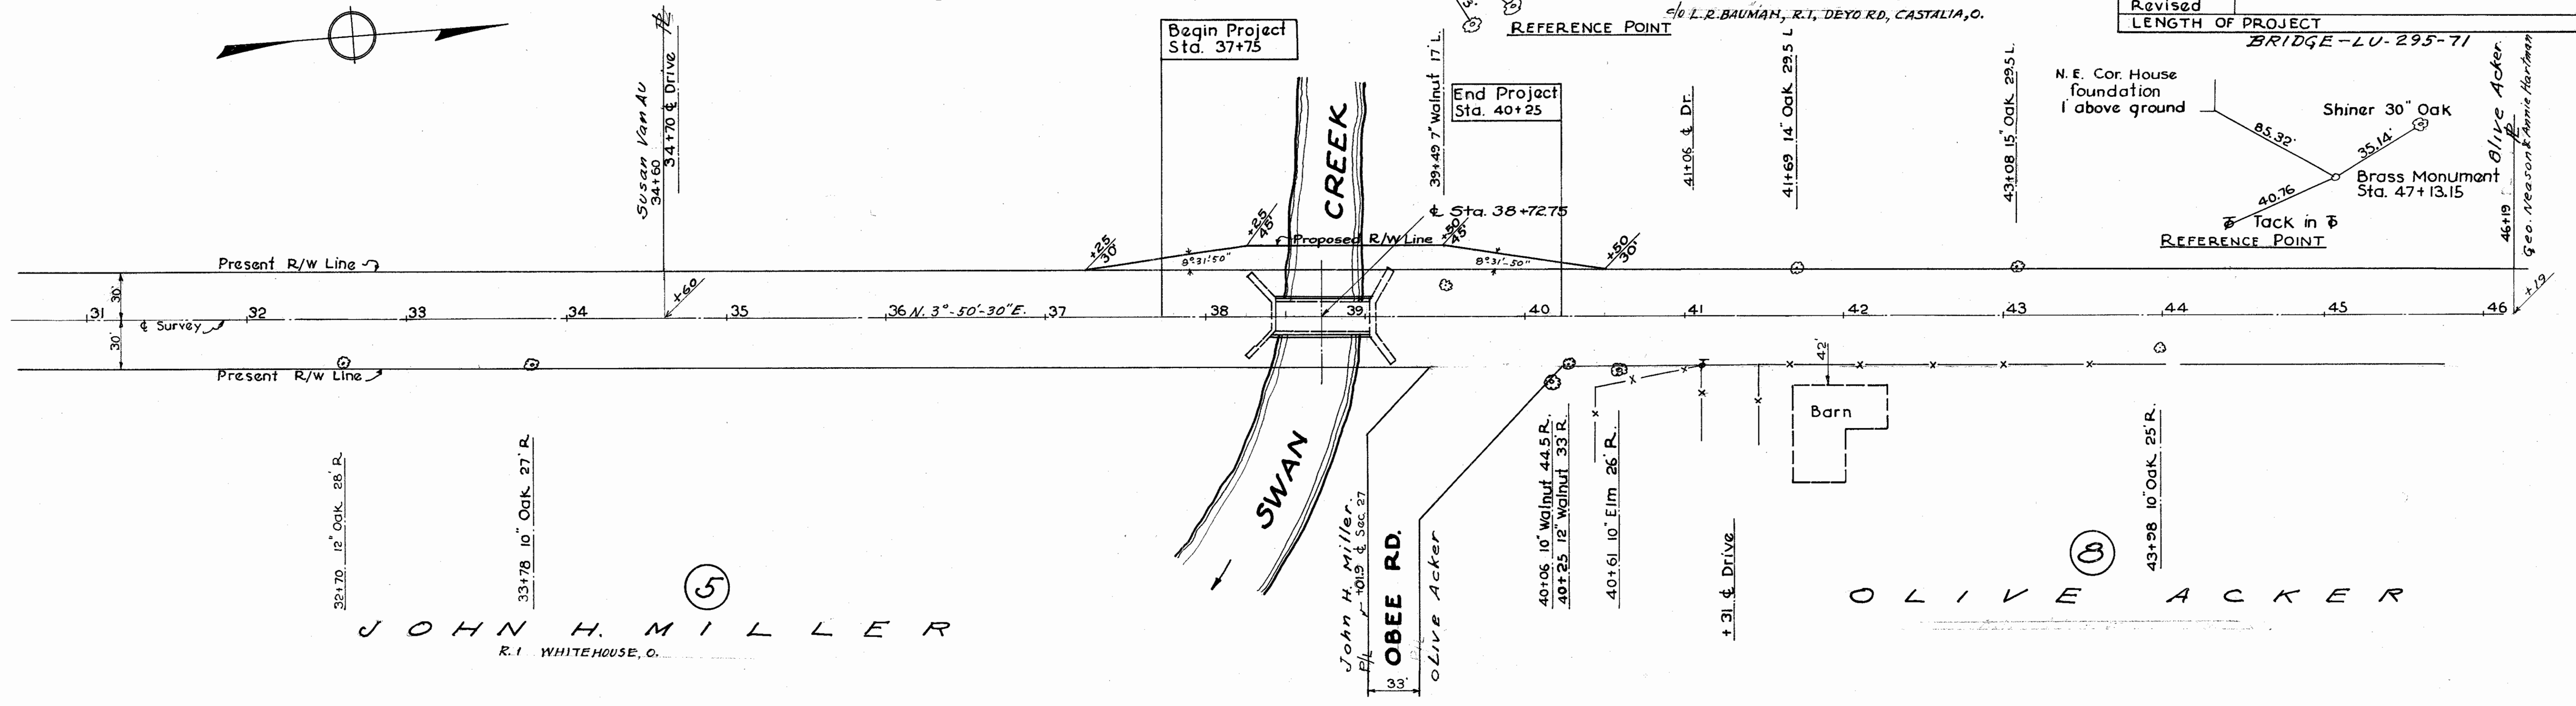 c/o L.R. BAUMAN, R.1, DEYO RD, CASTALIA, O.
REFERENCE POINT
Revised
LENGTH OF PROJECT
BRIDGE-LU-295-71
Begin Project
Sta. 37+75
End Project
Sta. 40+25
Susan Van Au
34+60
34+70 ℄ Drive
CREEK
39+49 7" Walnut 17' L.
41+06 ℄ Dr.
41+69 14" Oak 29.5 L
43+08 15" Oak 29.5 L.
N. E. Cor. House
foundation
1' above ground
85.32'
Shiner 30" Oak
35.14'
Brass Monument
Sta. 47+13.15
40.76
Tack in
REFERENCE POINT
46+19
Olive Acker.
Geo. Neason & Annie Hartman
℄ Sta. 38+72.75
+25
30'
+25
45'
Proposed R/W Line
+50
45'
+50
30'
8°31'-50"
8°31'-50"
Present R/W Line
30'
30'
℄ Survey
+60
+19
31 32 33 34 35 36 N. 3°-50'-30" E. 37 38 39 40 41 42 43 44 45 46
Present R/W Line
42'
Barn
SWAN
32+70 12" Oak 28' R.
33+78 10" Oak 27' R
John H. Miller.
P/L
+01.9 ℄ Sec. 27
OBEE RD.
P/L
OLive Acker
33'
40+06 10" Walnut 44.5 R.
40+25 12" Walnut 33' R.
40+61 10" Elm 26' R.
+31 ℄ Drive
43+98 10" Oak 25' R.
5
JOHN H. MILLER
R.1 WHITEHOUSE, O.
8
OLIVE ACKER